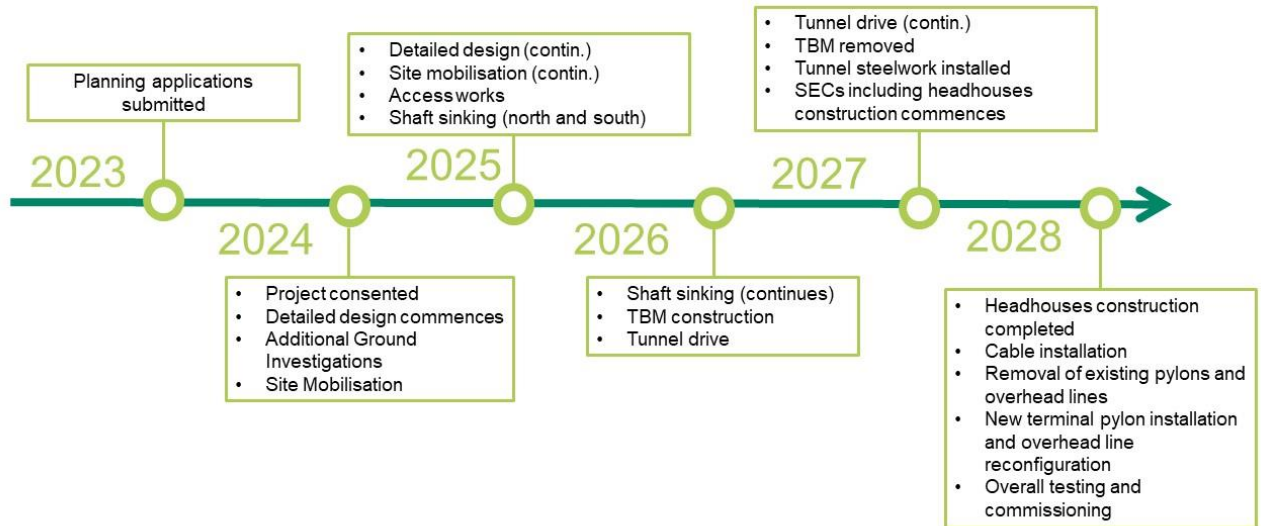 2023
Planning applications
submitted
2024
• Project consented
• Detailed design commences
• Additional Ground
Investigations
• Site Mobilisation
2025
• Detailed design (contin.)
• Site mobilisation (contin.)
• Access works
• Shaft sinking (north and south)
2026
• Shaft sinking (continues)
• TBM construction
• Tunnel drive
2027
• Tunnel drive (contin.)
• TBM removed
• Tunnel steelwork installed
• SECs including headhouses
construction commences
2028
• Headhouses construction
completed
• Cable installation
• Removal of existing pylons and
overhead lines
• New terminal pylon installation
and overhead line
reconfiguration
• Overall testing and
commissioning